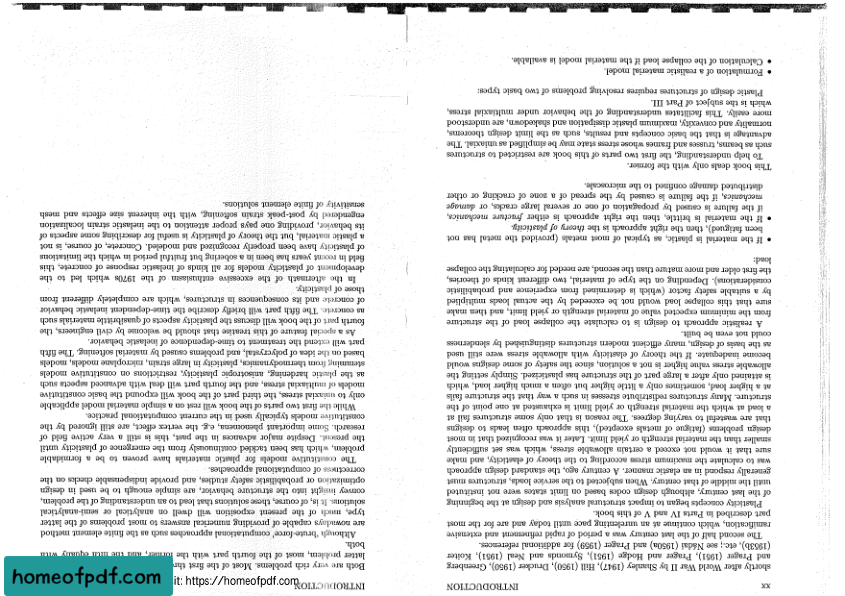 xx INTRODUCTION
shortly after World War II by Shanley (1947), Hill (1950), Drucker (1950), Greenberg
and Prager (1951), Prager and Hodge (1951), Symonds and Neal (1951), Koiter
(1953b), etc.; see Nádai (1950a) and Prager (1959) for additional references.
The second half of the last century was a period of rapid refinement and extensive
ramification, which continue at an unrelenting pace until today and are for the most
part described in Parts IV and V of this book.
Plasticity concepts began to impact structural analysis and design at the beginning
of the last century, although design codes based on limit states were not instituted
until the middle of that century. When subjected to the service loads, structures must
generally respond in an elastic manner. A century ago, the standard design approach
was to calculate the maximum stress according to the theory of elasticity, and make
sure that it would not exceed a certain allowable stress, which was set sufficiently
smaller than the material strength or yield limit. Later it was recognized that in most
design problems (fatigue of metals excepted), this approach often leads to designs
that are wasteful to varying degrees. The reason is that only some structures fail at
a load at which the material strength or yield limit is exhausted at one point of the
structure. Many structures redistribute stresses in such a way that the structure fails
at a higher load, sometimes only a little higher but often a much higher load, which
is attained only after a large part of the structure has plasticized. Simply setting the
allowable stress value higher is not a solution, since the safety of some designs would
become inadequate. If the theory of elasticity with allowable stress were still used
as the basis of design, many efficient modern structures distinguished by slenderness
could not even be built.
A realistic approach to design is to calculate the collapse load of the structure
from the minimum expected value of material strength or yield limit, and then make
sure that this collapse load would not be exceeded by the actual loads multiplied
by a suitable safety factor (which is determined from experience and probabilistic
considerations). Depending on the type of material, two different kinds of theories,
the first older and more mature than the second, are needed for calculating the collapse
load:
• If the material is plastic, as typical of most metals (provided the metal has not
been fatigued), then the right approach is the theory of plasticity.
• If the material is brittle, then the right approach is either fracture mechanics,
if the failure is caused by propagation of one or several large cracks, or damage
mechanics, if the failure is caused by the spread of a zone of cracking or other
distributed damage confined to the microscale.
This book deals only with the former.
To help understanding, the first two parts of this book are restricted to structures
such as beams, trusses and frames whose stress state may be simplified as uniaxial. The
advantage is that the basic concepts and results, such as the limit design theorems,
normality and convexity, maximum plastic dissipation and shakedown, are understood
more easily. This facilitates understanding of the behavior under multiaxial stress,
which is the subject of Part III.
Plastic design of structures requires resolving problems of two basic types:
• Formulation of a realistic material model.
• Calculation of the collapse load if the material model is available.
INTRODUCTION
Both are very rich problems. Most of the first
latter problem, most of the fourth part with the former, and the fifth equally with
both.
Although 'brute-force' computational approaches such as the finite element method
are nowadays capable of providing numerical answers to most problems of the latter
type, much of the present exposition will dwell on analytical or semi-analytical
solutions. It is, of course, these solutions that lead to an understanding of the problem,
convey insight into the structure behavior, are simple enough to be used in design
optimization or probabilistic safety studies, and provide independent checks on the
correctness of computational approaches.
The constitutive models for plastic materials have proven to be a formidable
problem, which has been tackled continuously from the emergence of plasticity until
the present. Despite major advances in the past, this is still a very active field of
research. Some important phenomena, e.g. the vertex effect, are still ignored by the
constitutive models typically used in the current computational practice.
While the first two parts of the book will rest on a simple material model applicable
only to uniaxial stress, the third part of the book will expound the basic constitutive
models of multiaxial stress, and the fourth part will deal with advanced aspects such
as the plastic hardening, anisotropic plasticity, restrictions on constitutive models
stemming from thermodynamics, plasticity in large strain, microplane models, models
based on the idea of polycrystal, and problems caused by material softening. The fifth
part will extend the treatment to time-dependence of inelastic behavior.
As a special feature of this treatise that should be welcome by civil engineers, the
fourth part of the book will discuss the plasticity aspects of quasibrittle materials such
as concrete. The fifth part will briefly describe the time-dependent inelastic behavior
of concrete and its consequences in structures, which are completely different from
those of plasticity.
In the aftermath of the excessive enthusiasm of the 1970s which led to the
development of plasticity models for all kinds of inelastic response of concrete, this
field in recent years has been in a sobering but fruitful period in which the limitations
of plasticity have been properly recognized and modeled. Concrete, of course, is not
a plastic material, but the theory of plasticity is useful for describing some aspects of
its behavior, providing one pays proper attention to the inelastic strain localization
engendered by post-peak strain softening, with the inherent size effects and mesh
sensitivity of finite element solutions.
homeofpdf.com
it: https://homeofpdf.com